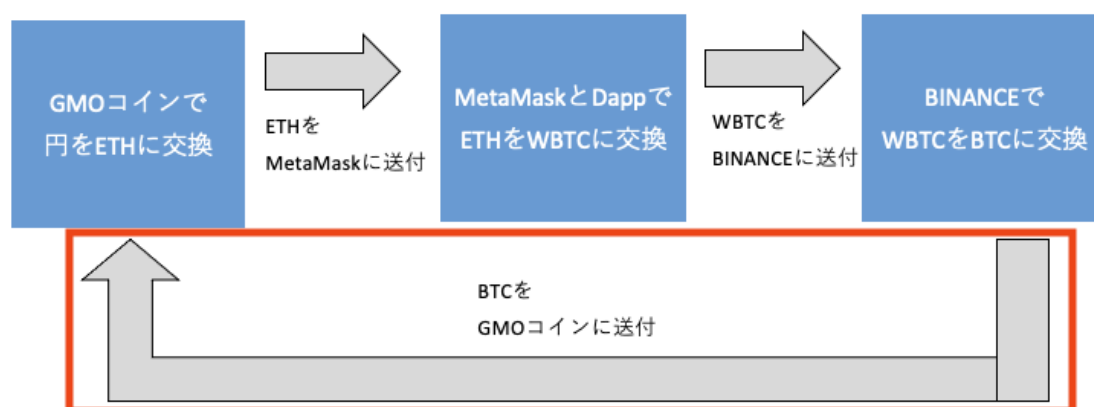 GMOコインで
円をETHに交換
ETHを
MetaMaskに送付
MetaMaskとDappで
ETHをWBTCに交換
WBTCを
BINANCEに送付
BINANCEで
WBTCをBTCに交換
BTCを
GMOコインに送付